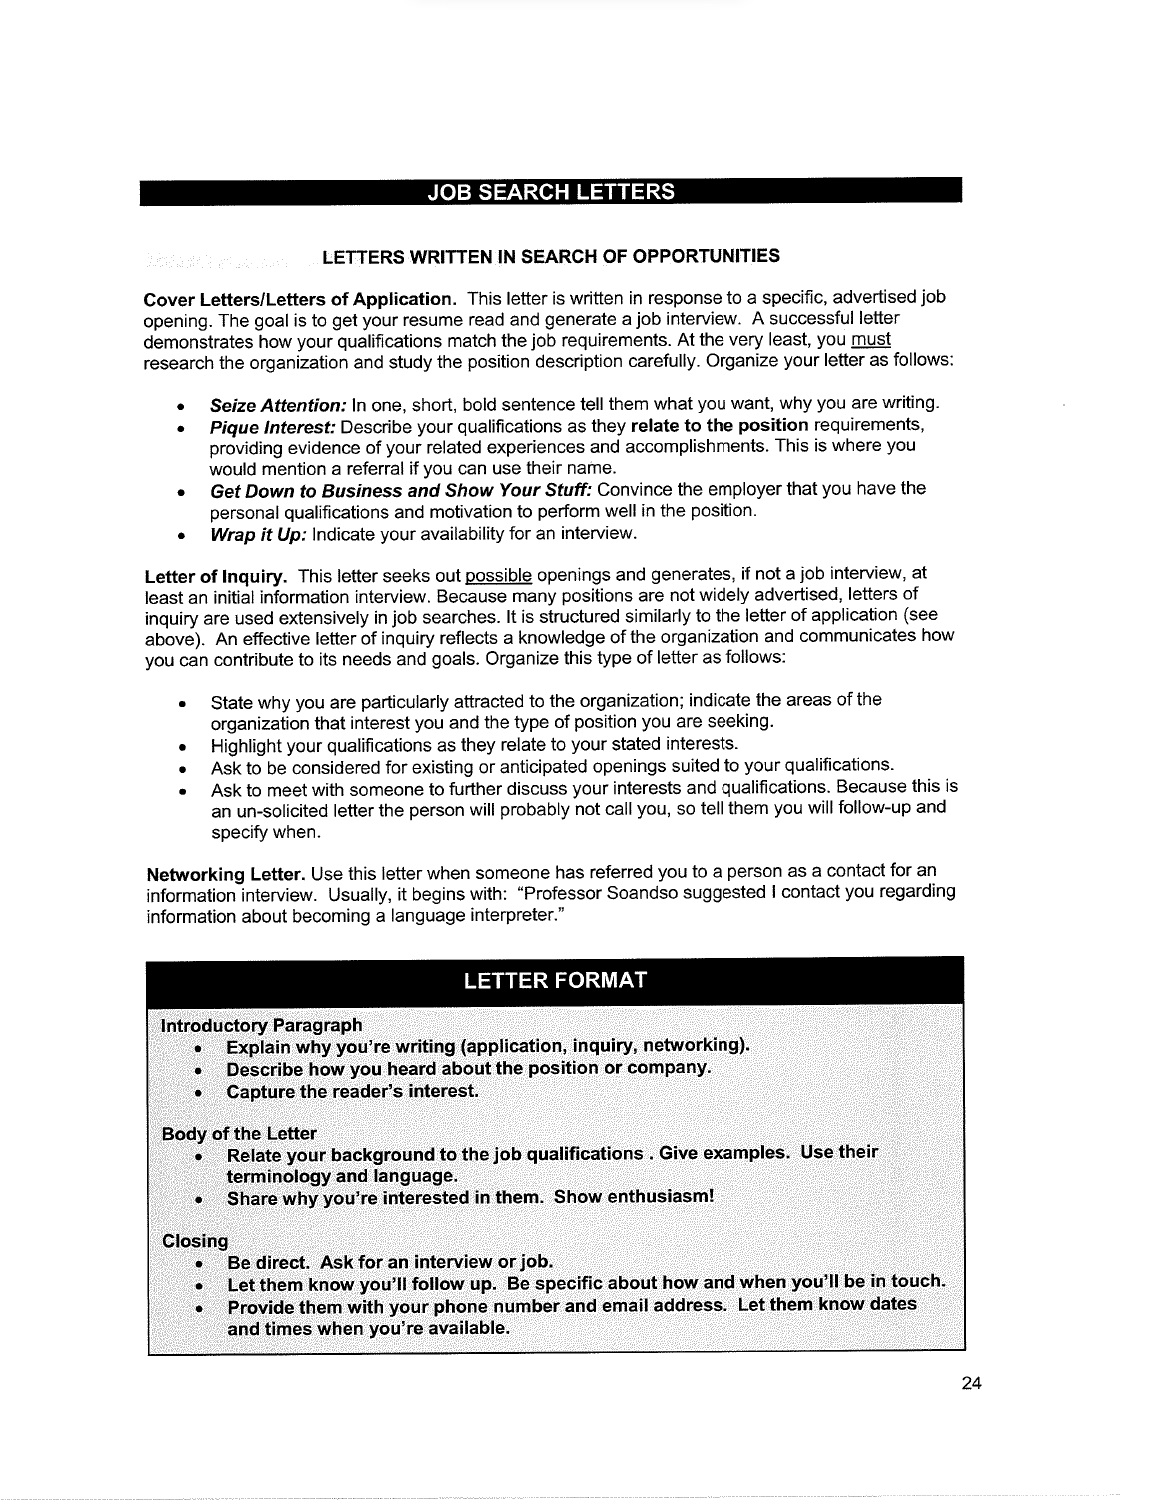 JOB SEARCH LETTERS
LETTERS WRITTEN IN SEARCH OF OPPORTUNITIES
Cover Letters/Letters of Application. This letter is written in response to a specific, advertised job
opening. The goal is to get your resume read and generate a job interview. A successful letter
demonstrates how your qualifications match the job requirements. At the very least, you must
research the organization and study the position description carefully. Organize your letter as follows:
• Seize Attention: In one, short, bold sentence tell them what you want, why you are writing.
• Pique Interest: Describe your qualifications as they relate to the position requirements,
providing evidence of your related experiences and accomplishments. This is where you
would mention a referral if you can use their name.
• Get Down to Business and Show Your Stuff: Convince the employer that you have the
personal qualifications and motivation to perform well in the position.
• Wrap it Up: Indicate your availability for an interview.
Letter of Inquiry. This letter seeks out possible openings and generates, if not a job interview, at
least an initial information interview. Because many positions are not widely advertised, letters of
inquiry are used extensively in job searches. It is structured similarly to the letter of application (see
above). An effective letter of inquiry reflects a knowledge of the organization and communicates how
you can contribute to its needs and goals. Organize this type of letter as follows:
• State why you are particularly attracted to the organization; indicate the areas of the
organization that interest you and the type of position you are seeking.
• Highlight your qualifications as they relate to your stated interests.
• Ask to be considered for existing or anticipated openings suited to your qualifications.
• Ask to meet with someone to further discuss your interests and qualifications. Because this is
an un-solicited letter the person will probably not call you, so tell them you will follow-up and
specify when.
Networking Letter. Use this letter when someone has referred you to a person as a contact for an
information interview. Usually, it begins with: “Professor Soandso suggested I contact you regarding
information about becoming a language interpreter.”
LETTER FORMAT
Introductory Paragraph
• Explain why you’re writing (application, inquiry, networking).
• Describe how you heard about the position or company.
• Capture the reader’s interest.
Body of the Letter
• Relate your background to the job qualifications . Give examples. Use their
terminology and language.
• Share why you’re interested in them. Show enthusiasm!
Closing
• Be direct. Ask for an interview or job.
• Let them know you’ll follow up. Be specific about how and when you’ll be in touch.
• Provide them with your phone number and email address. Let them know dates
and times when you’re available.
24